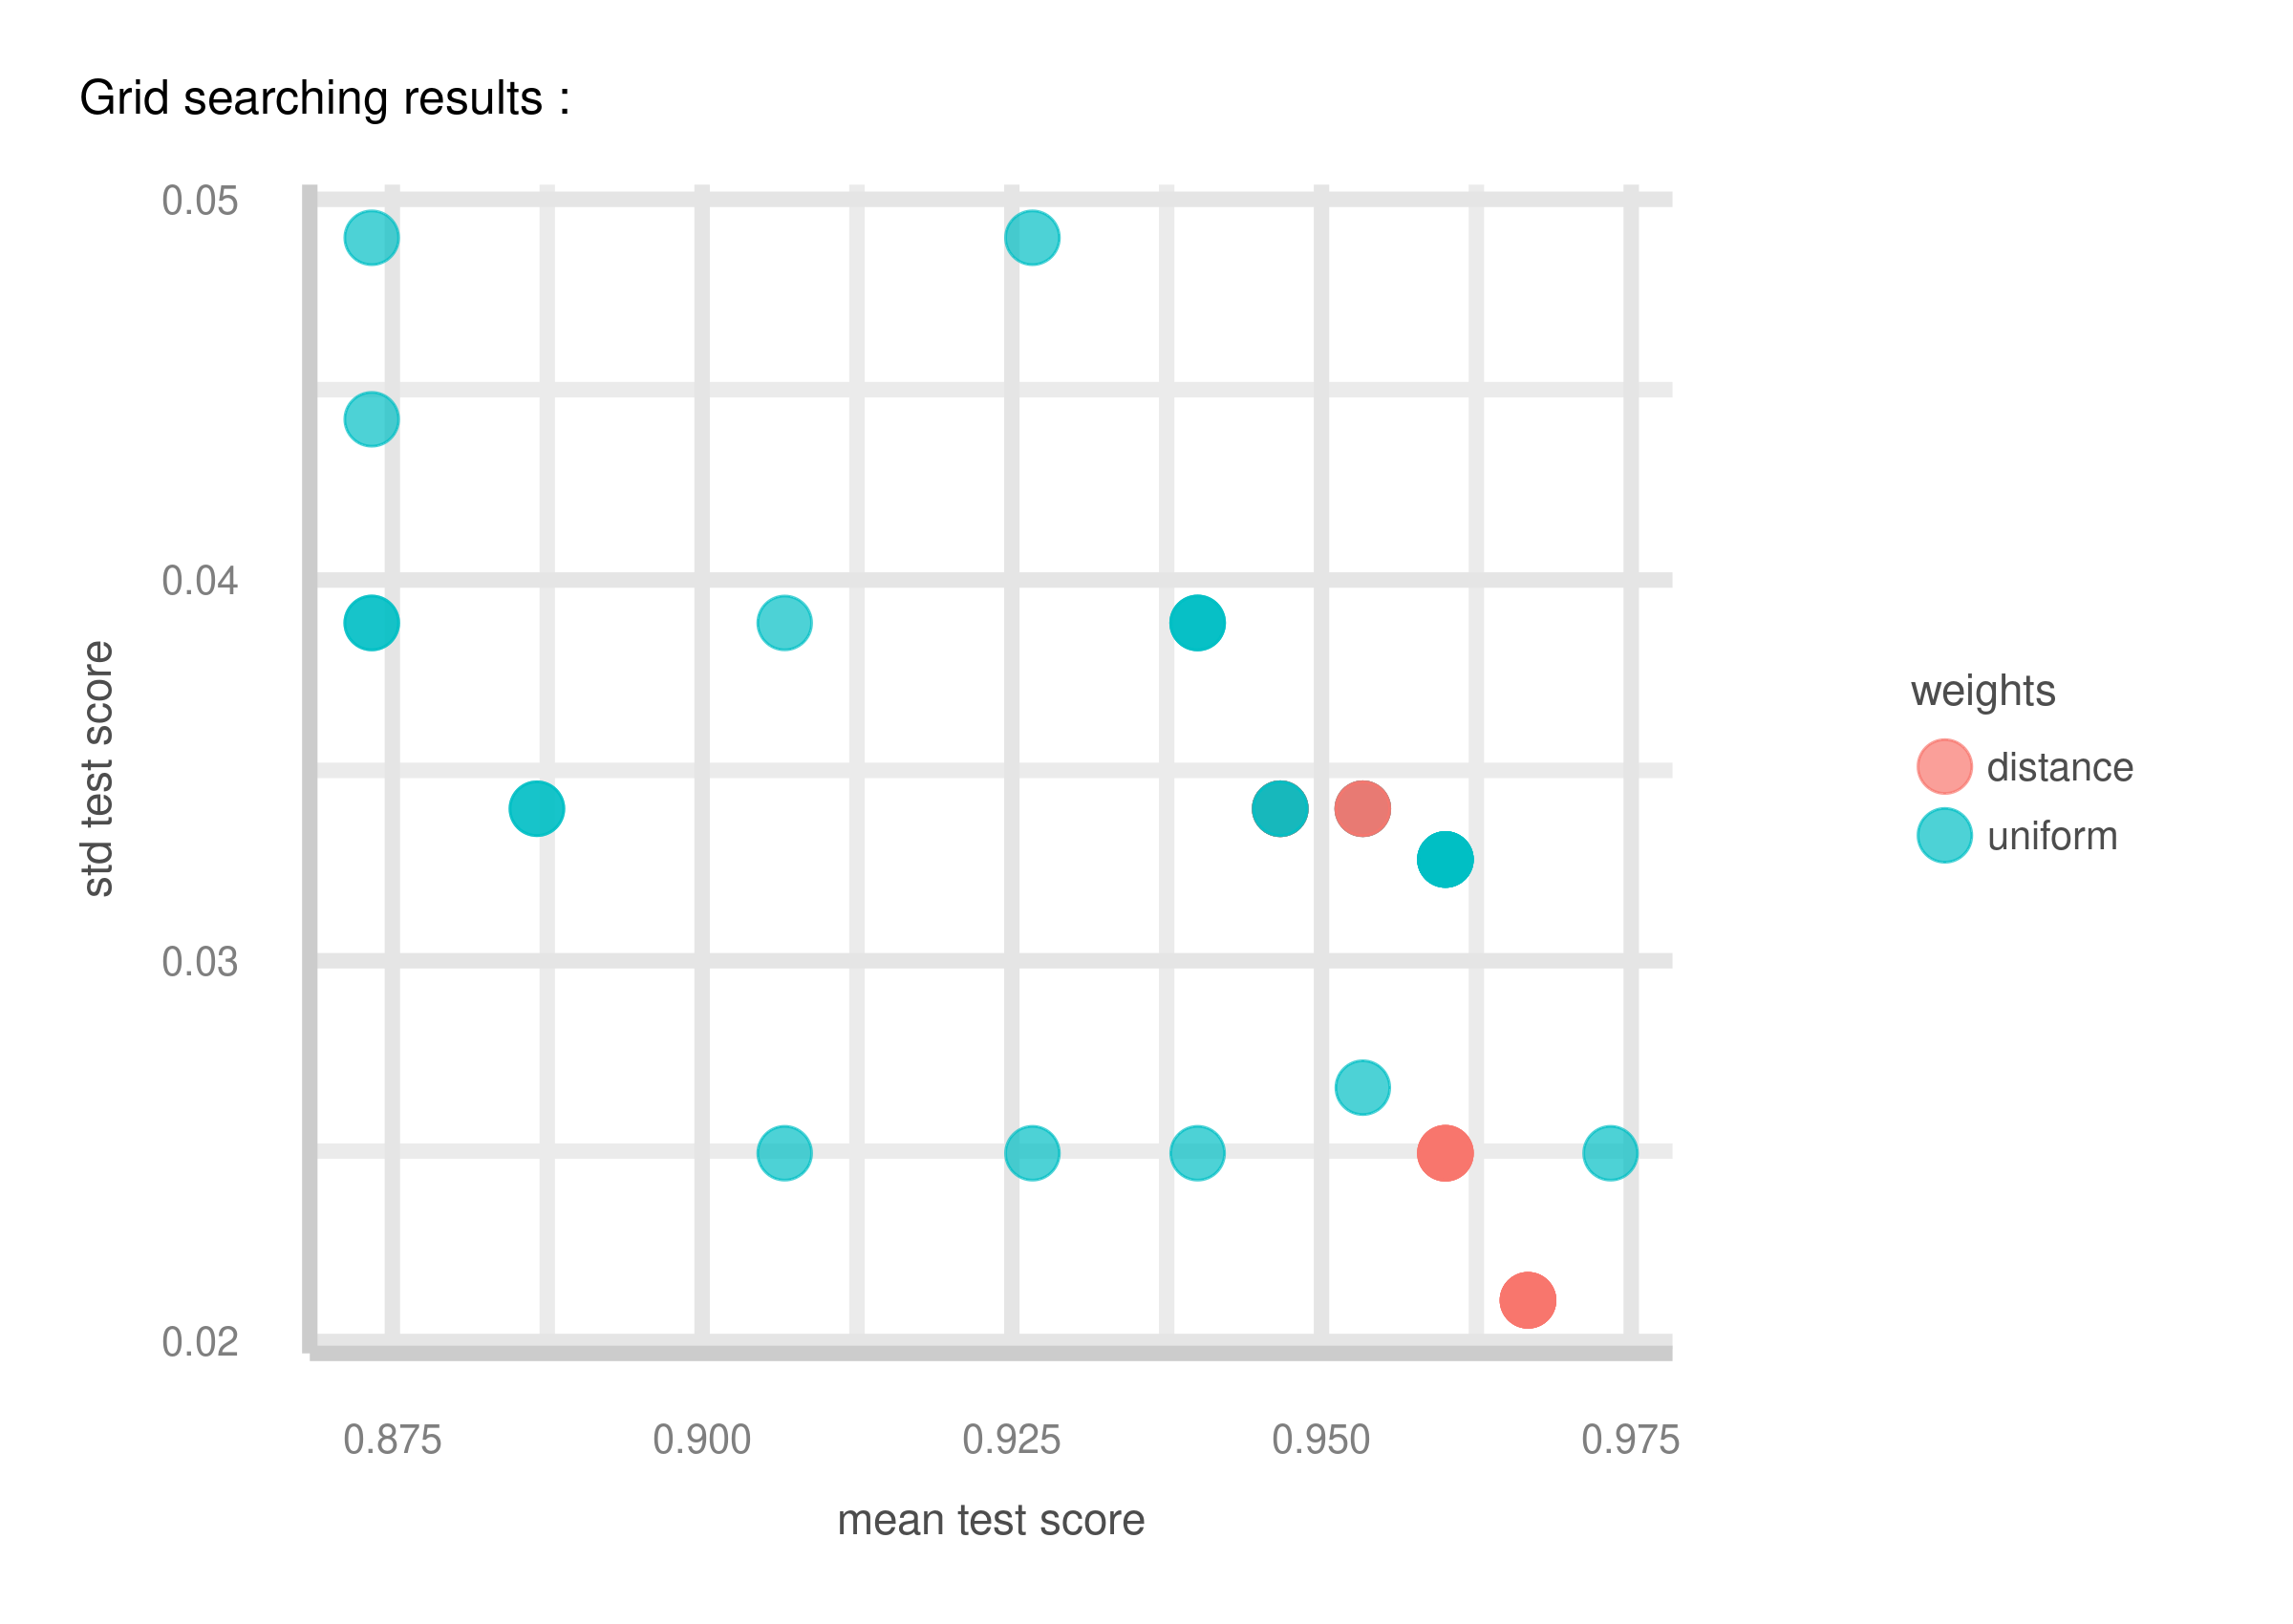 Grid searching results :
0.05
0.04
0.03
0.02
std test score
0.875 0.900 0.925 0.950 0.975
mean test score
weights
distance
uniform